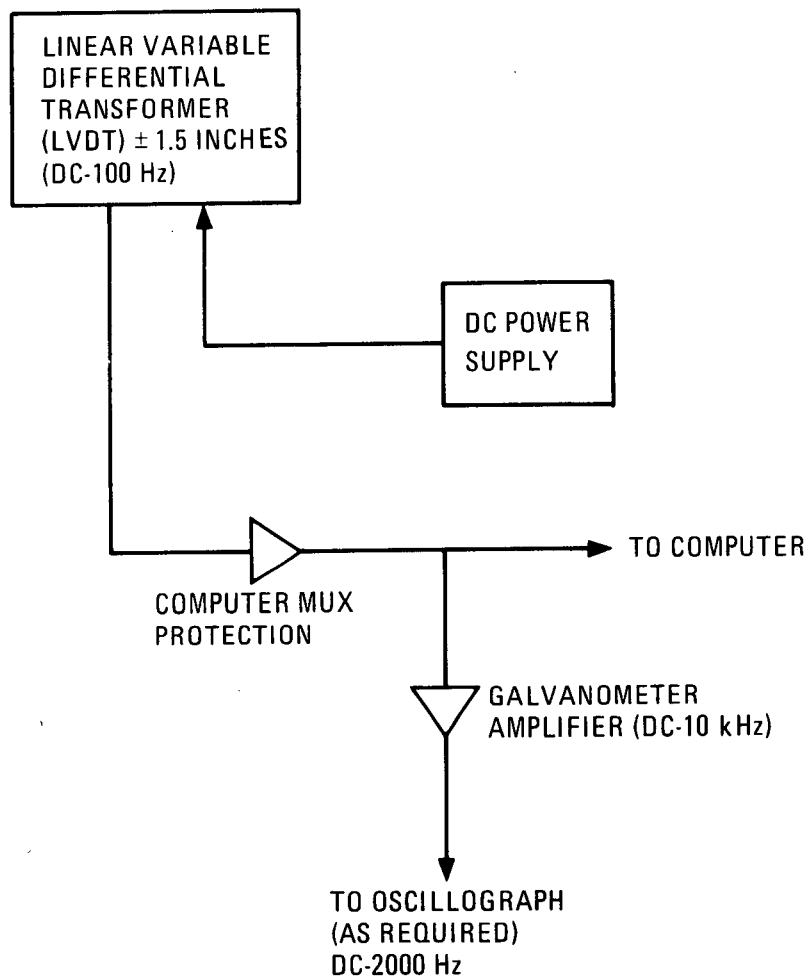 LINEAR VARIABLE
DIFFERENTIAL
TRANSFORMER
(LVDT) ± 1.5 INCHES
(DC-100 Hz)
DC POWER
SUPPLY
TO COMPUTER
COMPUTER MUX
PROTECTION
GALVANOMETER
AMPLIFIER (DC-10 kHz)
TO OSCILLOGRAPH
(AS REQUIRED)
DC-2000 Hz